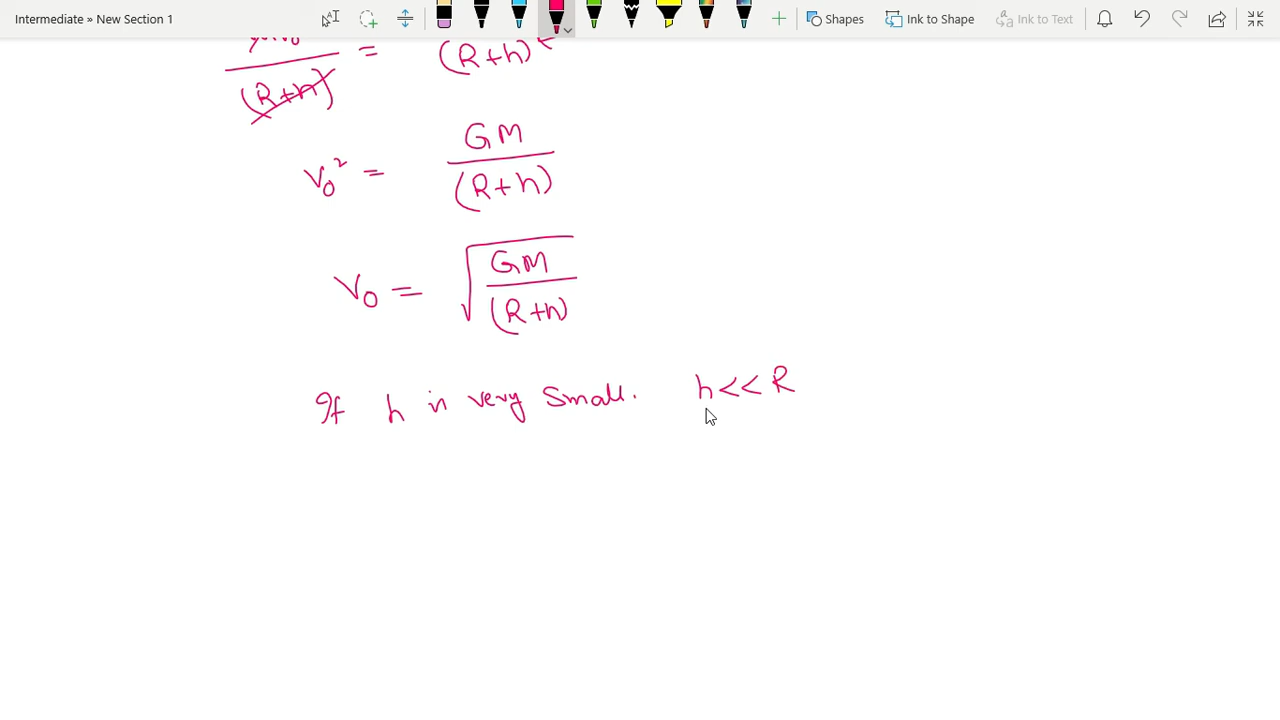 Intermediate » New Section 1
Shapes
Ink to Shape
Ink to Text
(R+h) = (R+h)
V₀² = GM / (R+h)
V₀ = √(GM / (R+h))
If h is very small. h<<R